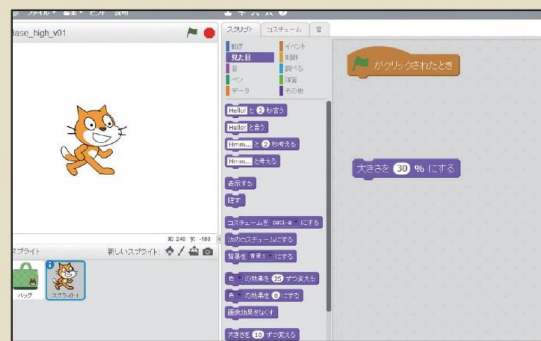 ファイル▼ 編集▼ ヒント 説明
base_high_v01
X: 240 Y: -180
スプライト 新しいスプライト:
バッグ スプライト1
スクリプト コスチューム 音
動き イベント
見た目 制御
音 調べる
ペン 演算
データ その他
Hello! と 2 秒言う
Hello! と言う
Hmm... と 2 秒考える
Hmm... と考える
表示する
隠す
コスチュームを cat1-a にする
次のコスチュームにする
背景を 背景1 にする
色 の効果を 25 ずつ変える
色 の効果を 0 にする
画像効果をなくす
大きさを 10 ずつ変える
がクリックされたとき
大きさを 30 % にする